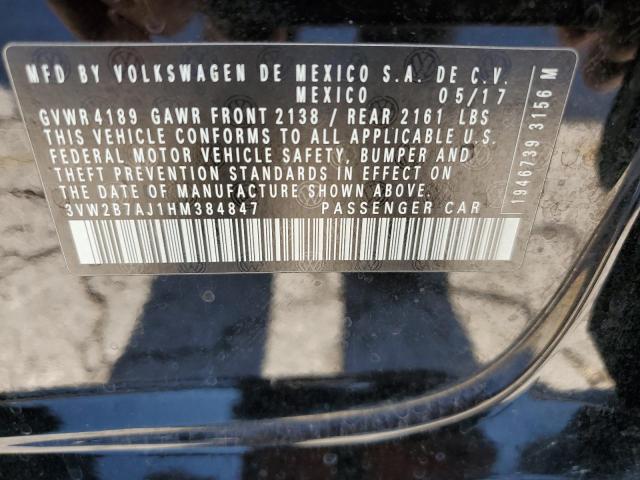 MFD BY VOLKSWAGEN DE MEXICO S.A. DE C.V.
MEXICO 05/17
GVWR 4189 GAWR FRONT 2138 / REAR 2161 LBS
THIS VEHICLE CONFORMS TO ALL APPLICABLE U.S.
FEDERAL MOTOR VEHICLE SAFETY, BUMPER AND
THEFT PREVENTION STANDARDS IN EFFECT ON
THE DATE OF MANUFACTURE SHOWN ABOVE.
3VW2B7AJ1HM384847 PASSENGER CAR
1946739 3156 M